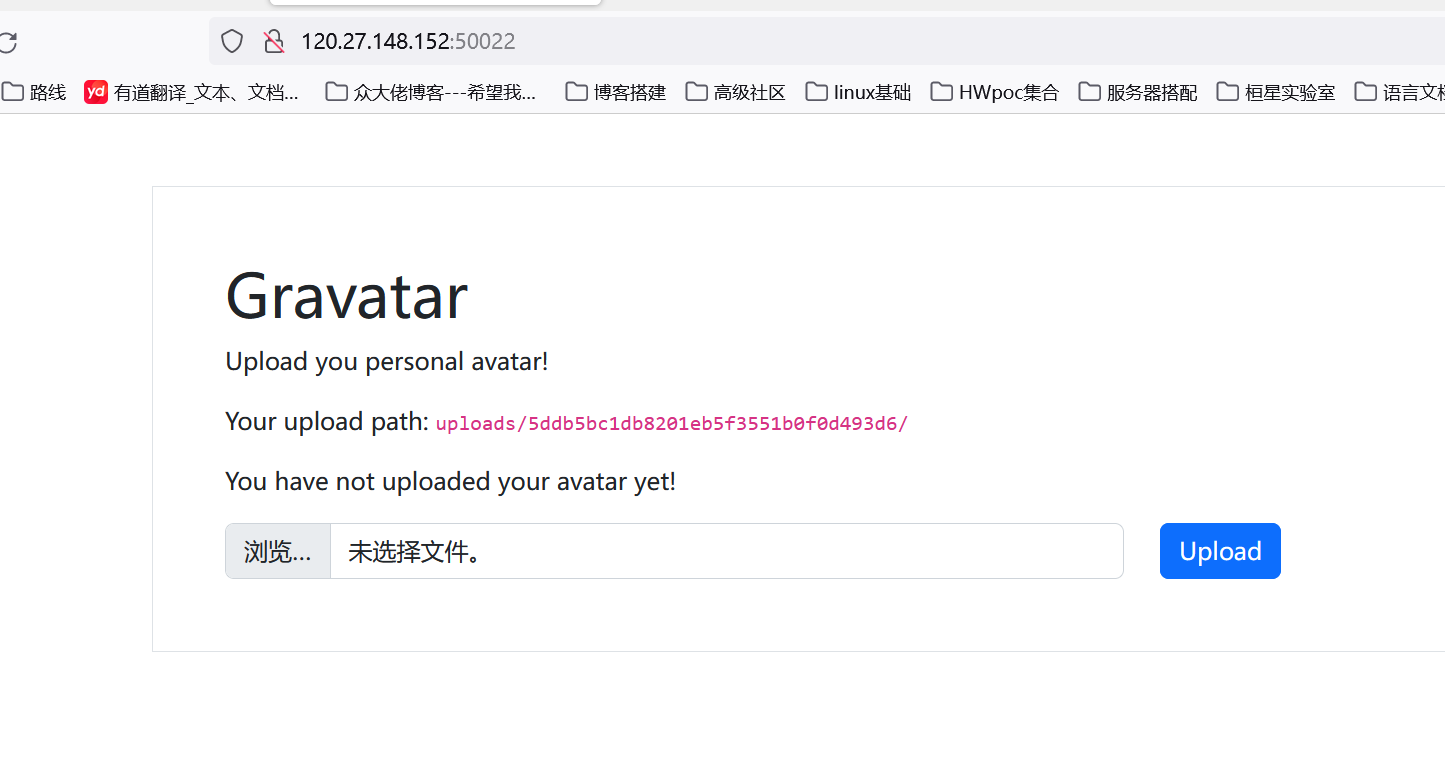 120.27.148.152:50022
路线 yd 有道翻译_文本、文档... 众大佬博客---希望我... 博客搭建 高级社区 linux基础 HWpoc集合 服务器搭配 桓星实验室 语言文档
Gravatar
Upload you personal avatar!
Your upload path: uploads/5ddb5bc1db8201eb5f3551b0f0d493d6/
You have not uploaded your avatar yet!
浏览... 未选择文件。 Upload